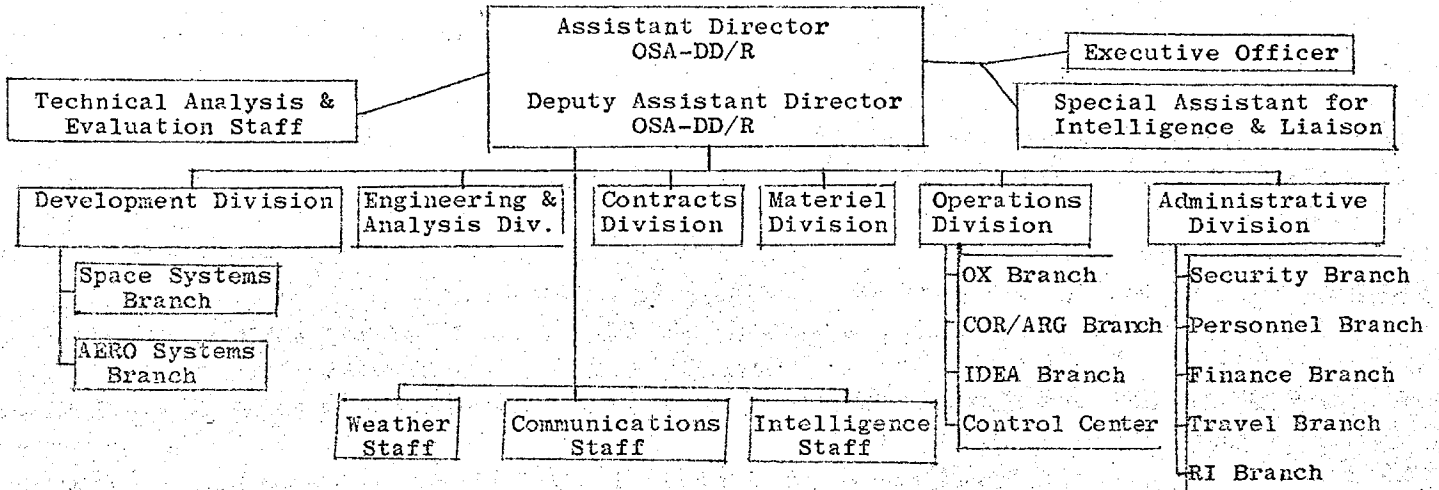 Assistant Director
OSA-DD/R
Deputy Assistant Director
OSA-DD/R
Executive Officer
Technical Analysis &
Evaluation Staff
Special Assistant for
Intelligence & Liaison
Development Division
Engineering &
Analysis Div.
Contracts
Division
Materiel
Division
Operations
Division
Administrative
Division
Space Systems
Branch
AERO Systems
Branch
OX Branch
COR/ARG Branch
IDEA Branch
Control Center
Security Branch
Personnel Branch
Finance Branch
Travel Branch
RI Branch
Weather
Staff
Communications
Staff
Intelligence
Staff